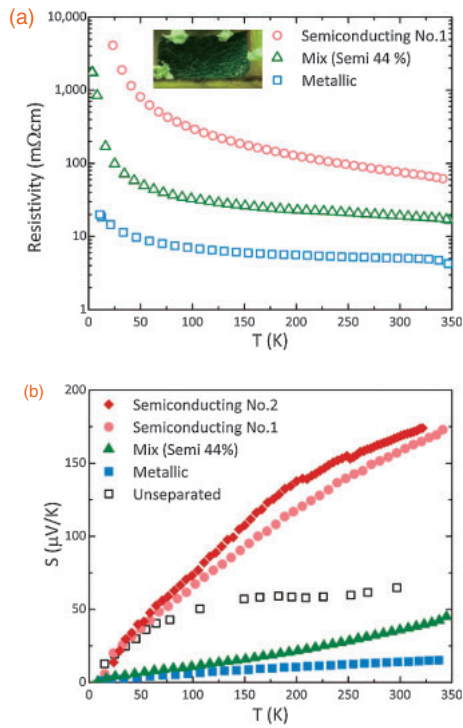 (a)
10,000
1,000
100
10
1
Resistivity (mΩcm)
Semiconducting No.1
Mix (Semi 44 %)
Metallic
0 50 100 150 200 250 300 350
T (K)
(b)
200
150
100
50
0
S (μV/K)
Semiconducting No.2
Semiconducting No.1
Mix (Semi 44%)
Metallic
Unseparated
0 50 100 150 200 250 300 350
T (K)